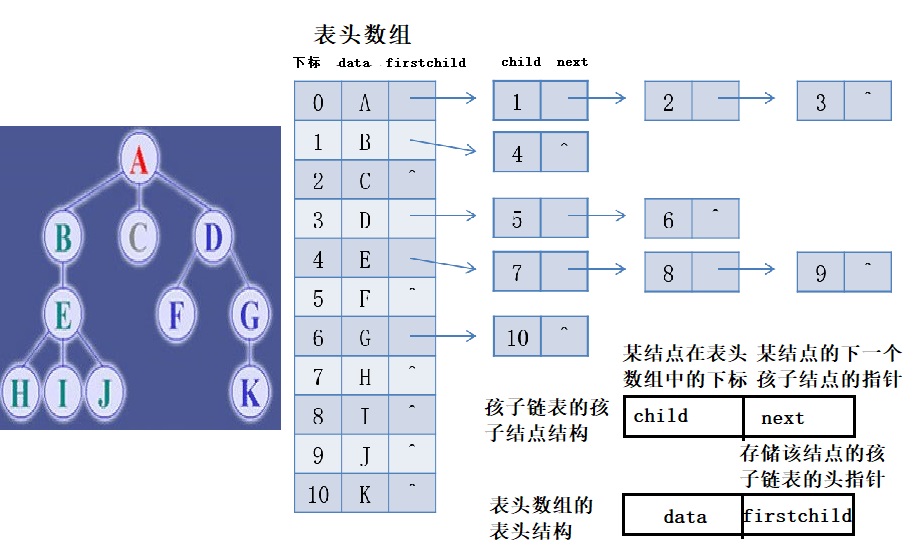 表头数组
下标 data firstchild
child next
0 A
1 2 3 ^
1 B
4 ^
2 C ^
3 D
5 6 ^
4 E
7 8 9 ^
5 F ^
6 G
10 ^
7 H ^
8 I ^
9 J ^
10 K ^
A
B C D
E F G
H I J K
某结点在表头
数组中的下标
某结点的下一个
孩子结点的指针
孩子链表的孩
子结点结构
child next
存储该结点的孩
子链表的头指针
表头数组的
表头结构
data firstchild